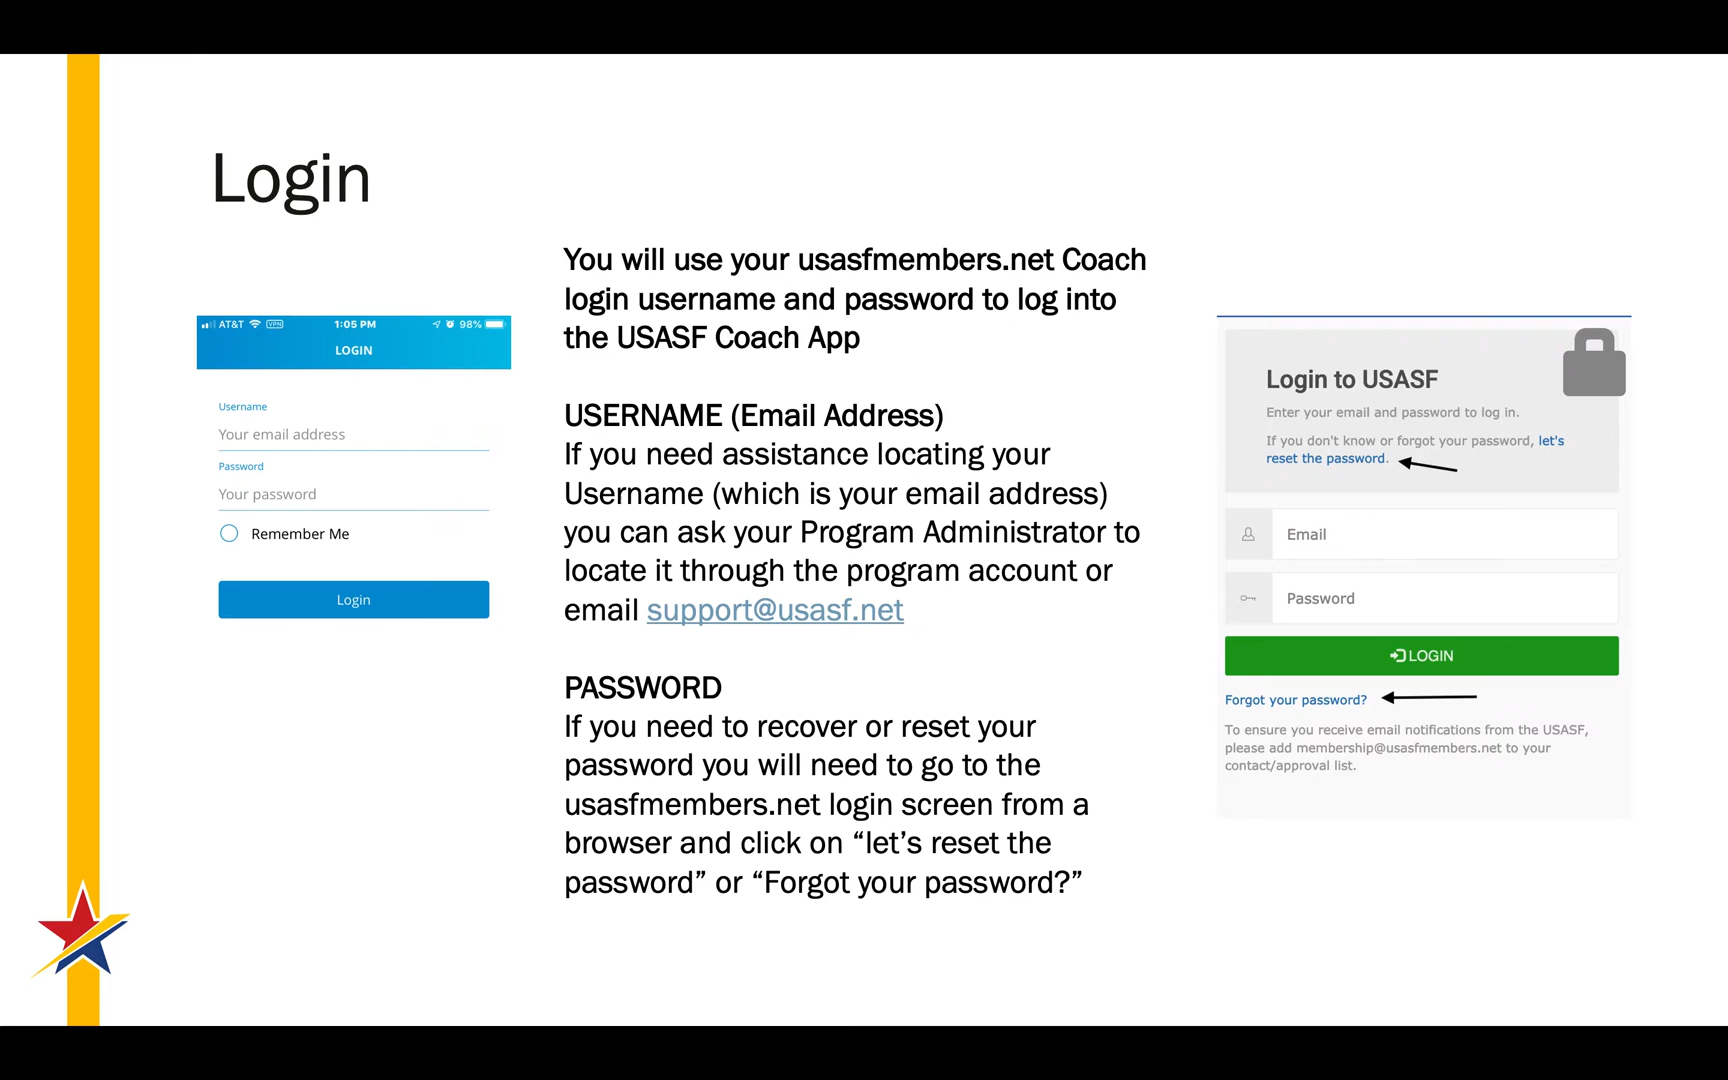 Login
AT&T VPN 1:05 PM 98%
LOGIN
Username
Your email address
Password
Your password
Remember Me
Login
You will use your usasfmembers.net Coach
login username and password to log into
the USASF Coach App
USERNAME (Email Address)
If you need assistance locating your
Username (which is your email address)
you can ask your Program Administrator to
locate it through the program account or
email support@usasf.net
PASSWORD
If you need to recover or reset your
password you will need to go to the
usasfmembers.net login screen from a
browser and click on “let’s reset the
password” or “Forgot your password?”
Login to USASF
Enter your email and password to log in.
If you don't know or forgot your password, let's
reset the password.
Email
Password
LOGIN
Forgot your password?
To ensure you receive email notifications from the USASF,
please add membership@usasfmembers.net to your
contact/approval list.